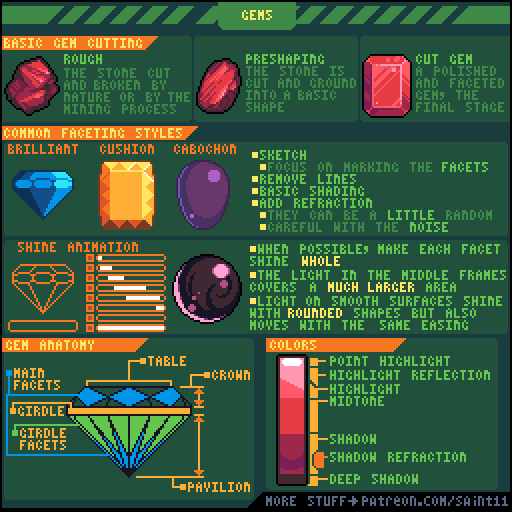 GEMS
BASIC GEM CUTTING
ROUGH
THE STONE CUT
AND BROKEN BY
NATURE OR BY THE
MINING PROCESS
PRESHAPING
THE STONE IS
CUT AND GROUND
INTO A BASIC
SHAPE
CUT GEM
A POLISHED
AND FACETED
GEM, THE
FINAL STAGE
COMMON FACETING STYLES
BRILLIANT
CUSHION
CABOCHON
SKETCH
FOCUS ON MARKING THE FACETS
REMOVE LINES
BASIC SHADING
ADD REFRACTION
THEY CAN BE A LITTLE RANDOM
CAREFUL WITH THE NOISE
SHINE ANIMATION
WHEN POSSIBLE, MAKE EACH FACET
SHINE WHOLE
THE LIGHT IN THE MIDDLE FRAMES
COVERS A MUCH LARGER AREA
LIGHT ON SMOOTH SURFACES SHINE
WITH ROUNDED SHAPES BUT ALSO
MOVES WITH THE SAME EASING
GEM ANATOMY
TABLE
MAIN
FACETS
CROWN
GIRDLE
GIRDLE
FACETS
PAVILION
COLORS
POINT HIGHLIGHT
HIGHLIGHT REFLECTION
HIGHLIGHT
MIDTONE
SHADOW
SHADOW REFRACTION
DEEP SHADOW
MORE STUFF→PATREON.COM/SAINT11